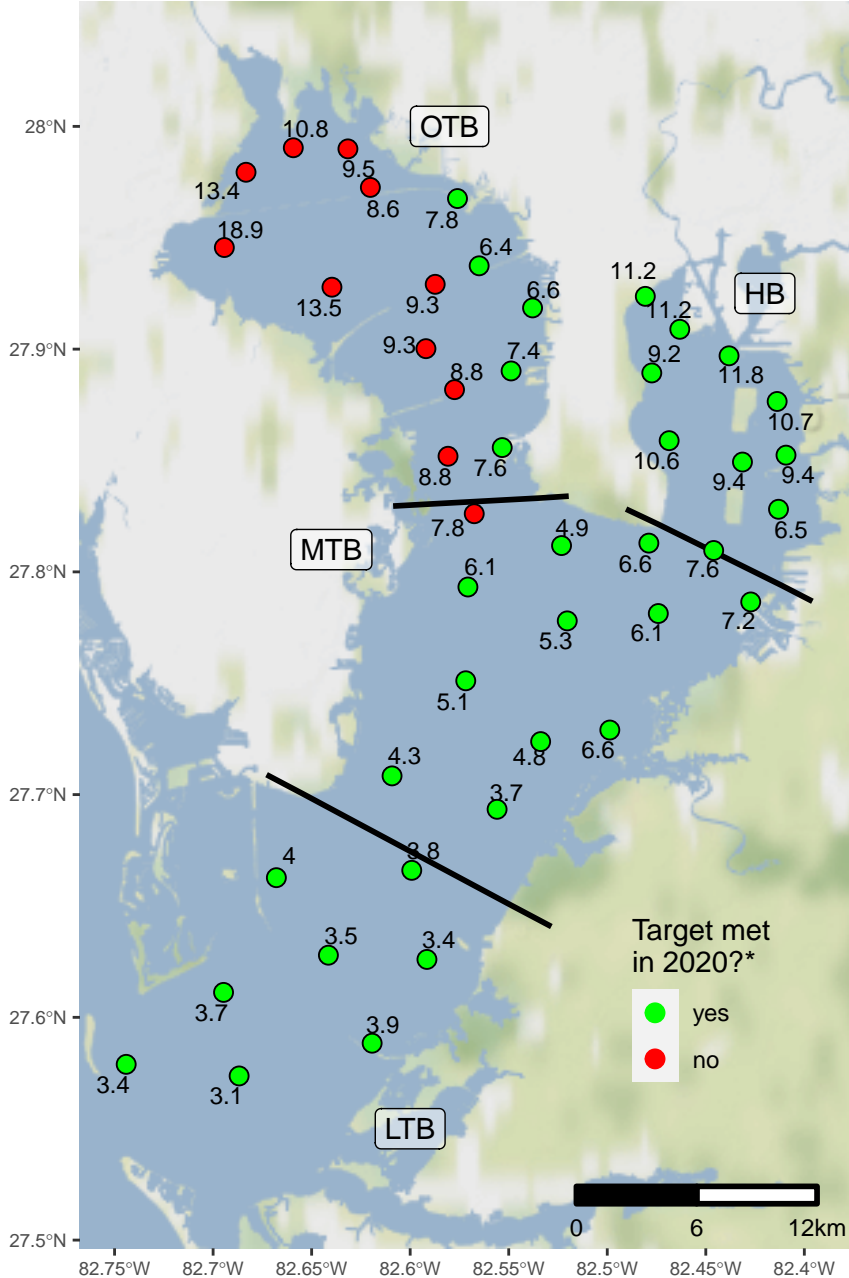 28°N
27.9°N
27.8°N
27.7°N
27.6°N
27.5°N
OTB
10.8
9.5
13.4
8.6
7.8
18.9
6.4
13.5
9.3
6.6
11.2
HB
11.2
9.3
7.4
9.2
11.8
8.8
10.7
8.8
7.6
10.6
9.4
9.4
7.8
4.9
6.6
7.6
6.5
MTB
6.1
5.3
6.1
7.2
5.1
4.3
4.8
6.6
3.7
4
3.8
3.5
3.4
3.7
3.9
3.4
3.1
LTB
Target met
in 2020?*
yes
no
0 6 12km
82.75°W 82.7°W 82.65°W 82.6°W 82.55°W 82.5°W 82.45°W 82.4°W